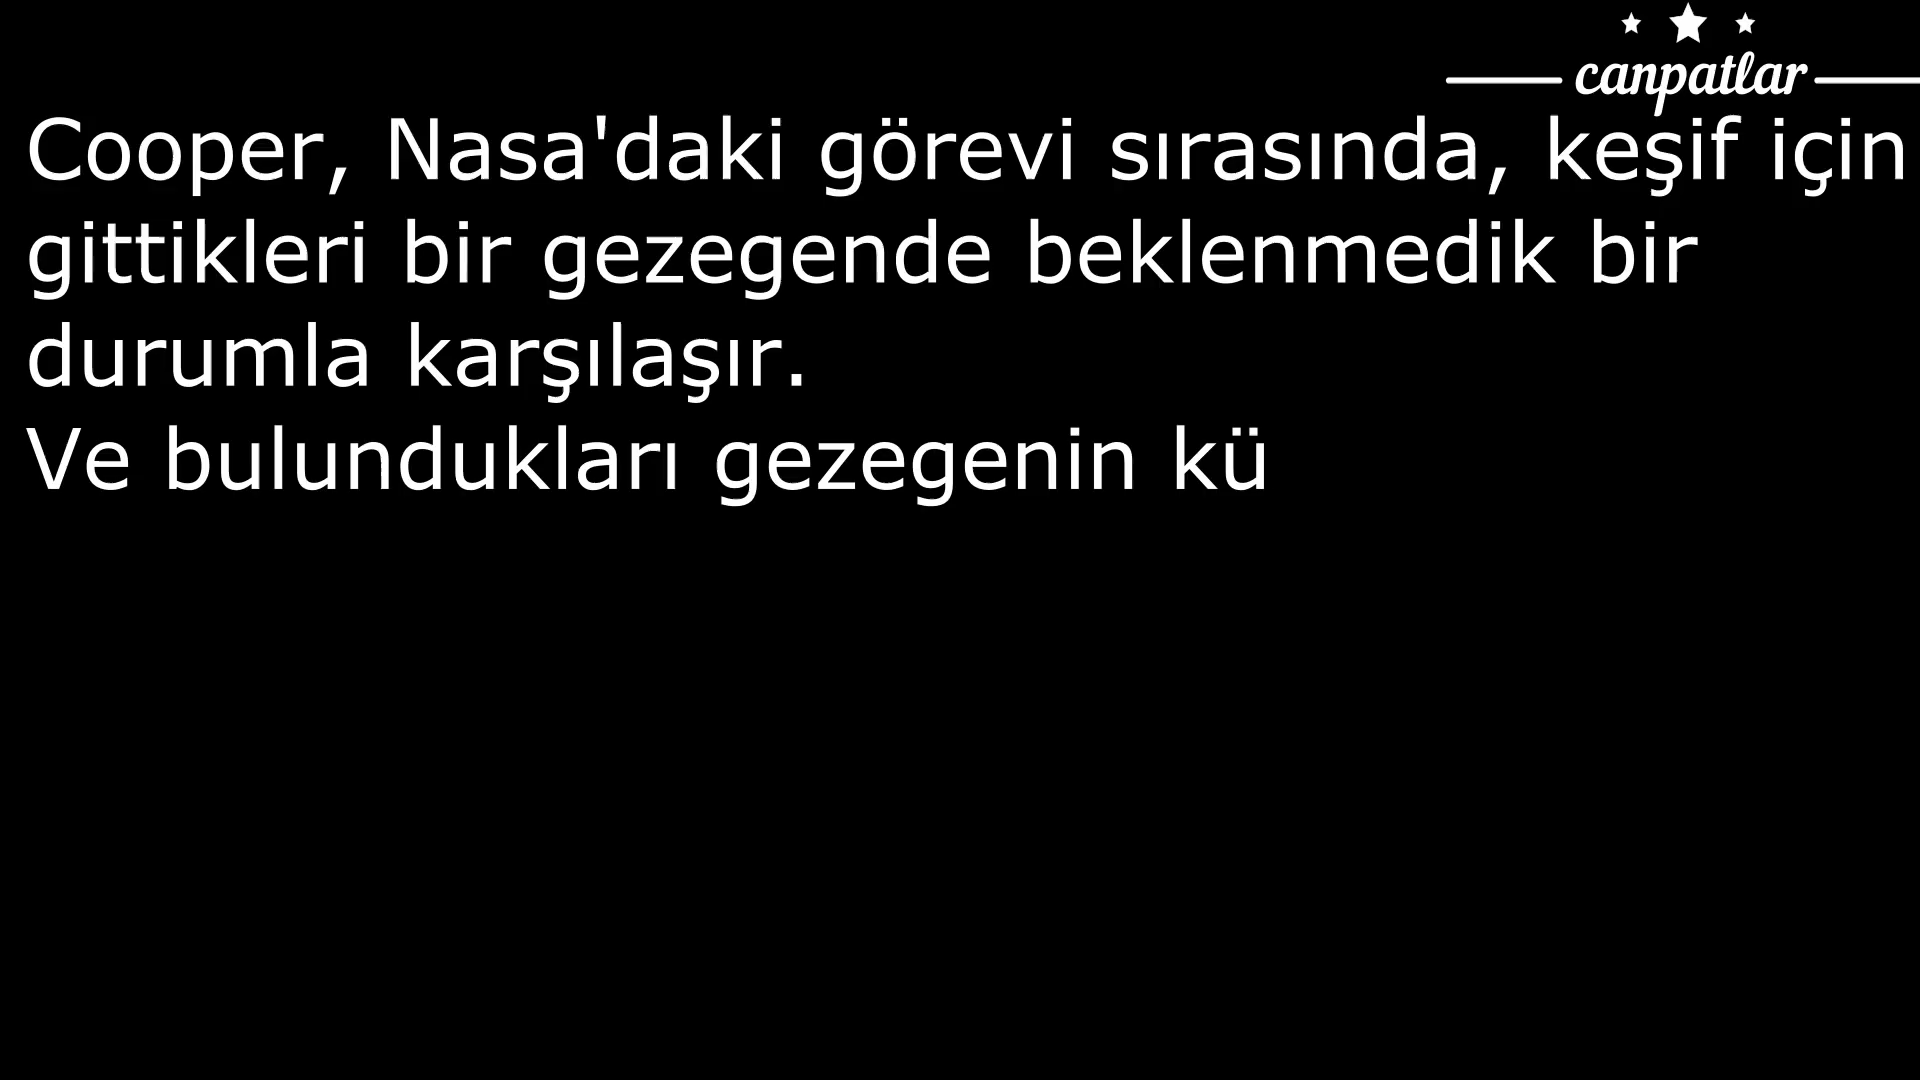 canpatlar
Cooper, Nasa'daki görevi sırasında, keşif için
gittikleri bir gezegende beklenmedik bir
durumla karşılaşır.
Ve bulundukları gezegenin kü